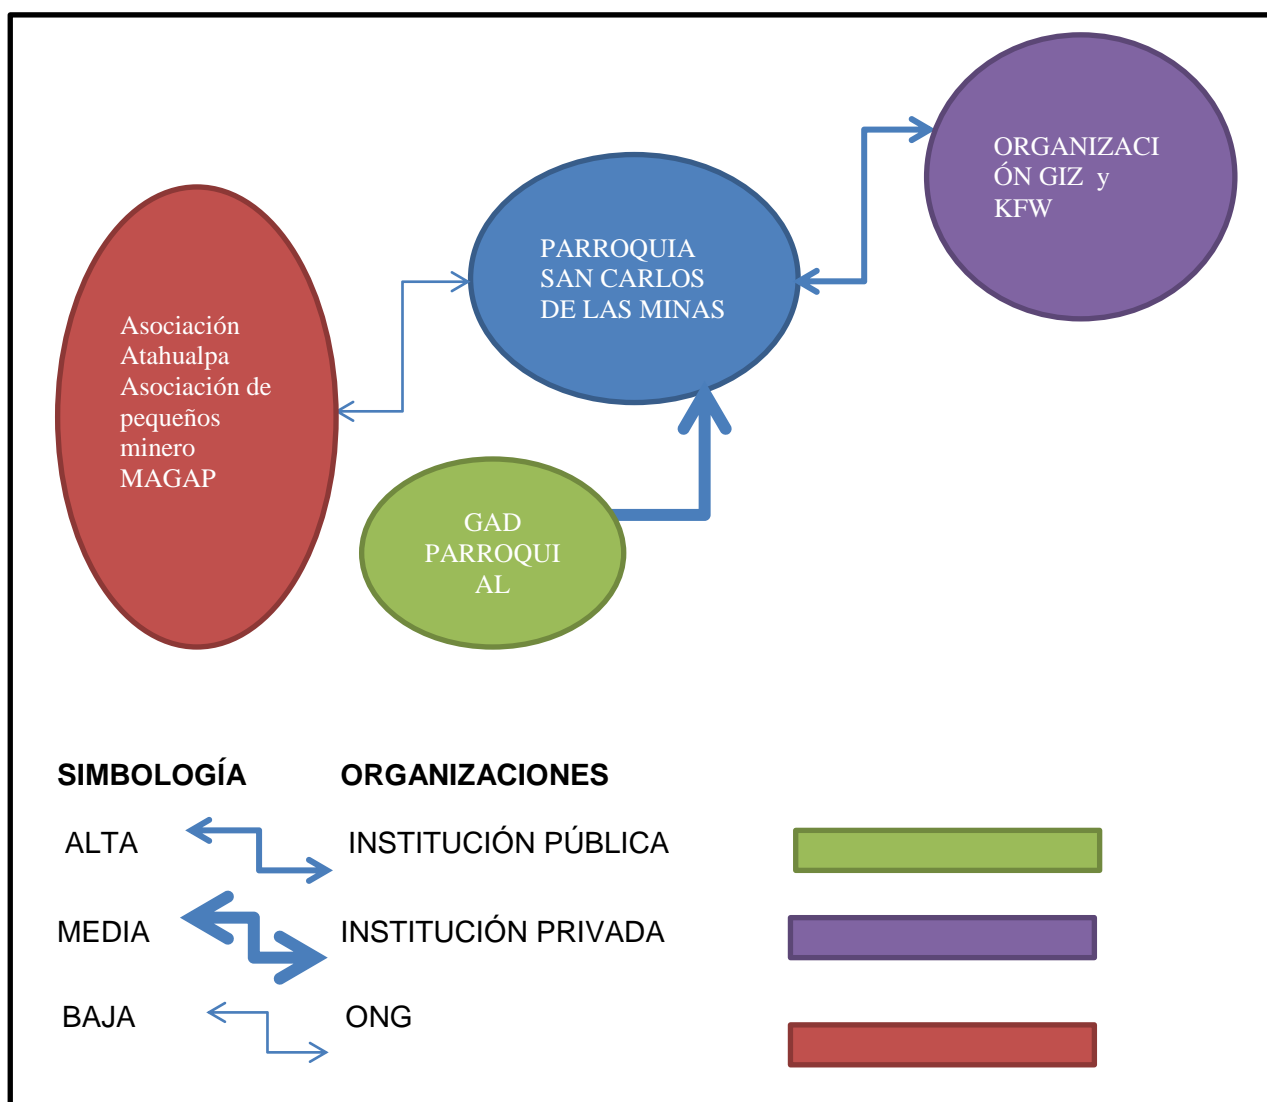 ORGANIZACI
ÓN GIZ y
KFW
PARROQUIA
SAN CARLOS
DE LAS MINAS
Asociación
Atahualpa
Asociación de
pequeños
minero
MAGAP
GAD
PARROQUI
AL
SIMBOLOGÍA ORGANIZACIONES
ALTA INSTITUCIÓN PÚBLICA
MEDIA INSTITUCIÓN PRIVADA
BAJA ONG